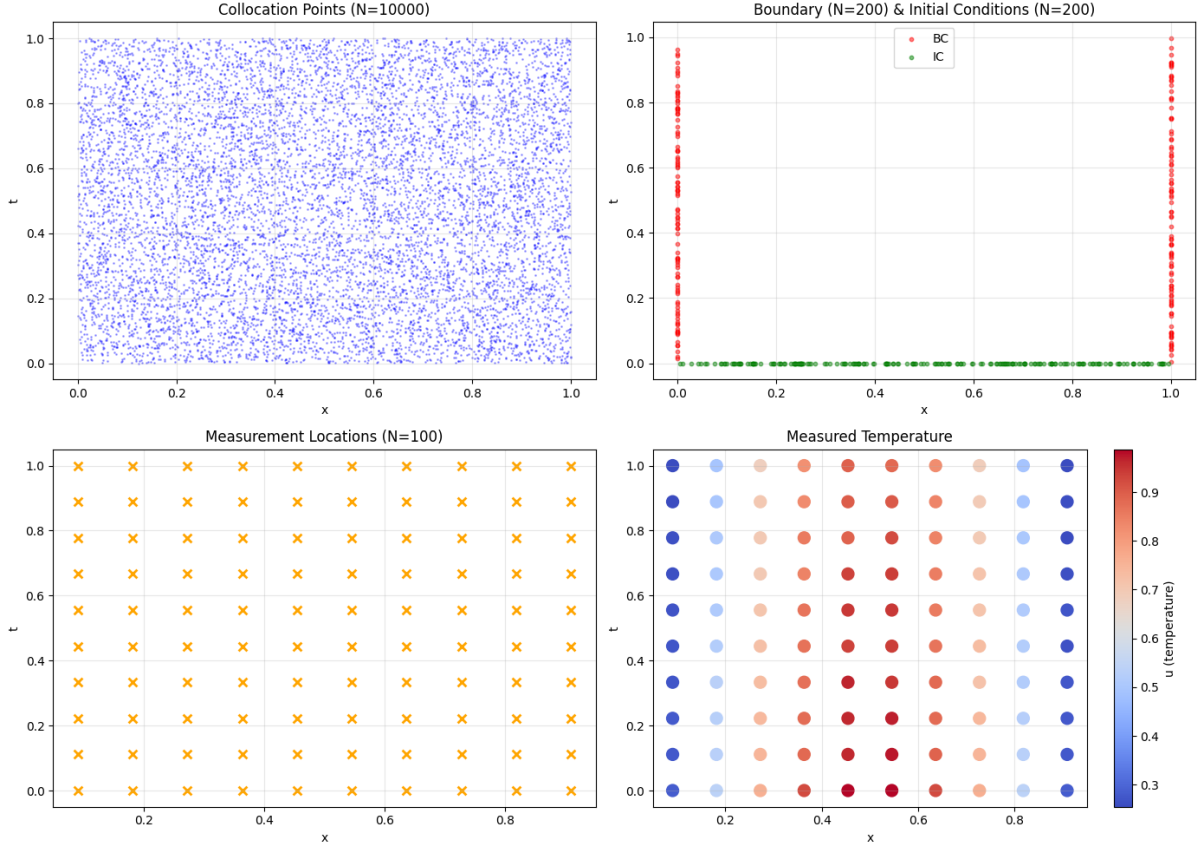 Collocation Points (N=10000)
1.0
0.8
0.6
0.4
0.2
0.0
t
0.0 0.2 0.4 0.6 0.8 1.0
x
Boundary (N=200) & Initial Conditions (N=200)
BC
IC
1.0
0.8
0.6
0.4
0.2
0.0
t
0.0 0.2 0.4 0.6 0.8 1.0
x
Measurement Locations (N=100)
1.0
0.8
0.6
0.4
0.2
0.0
t
0.2 0.4 0.6 0.8
x
Measured Temperature
1.0
0.8
0.6
0.4
0.2
0.0
t
0.2 0.4 0.6 0.8
x
0.9
0.8
0.7
0.6
0.5
0.4
0.3
u (temperature)